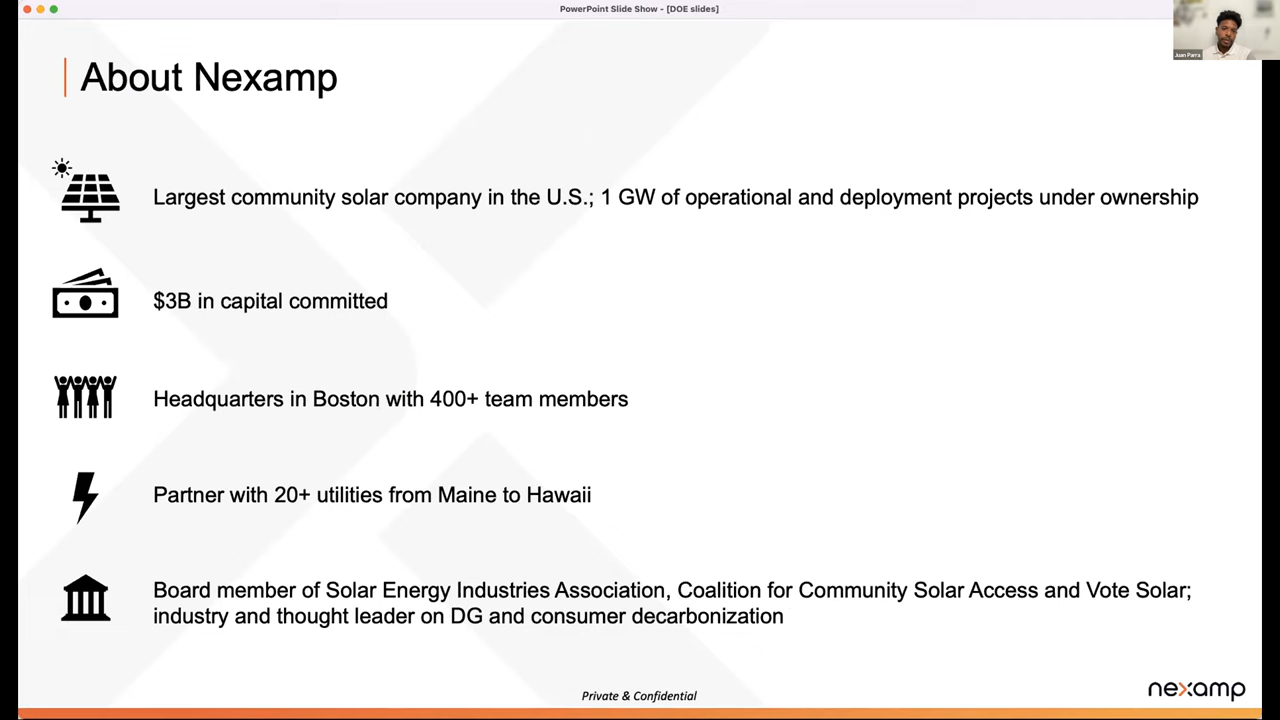 PowerPoint Slide Show - [DOE slides]
Juan Parra
About Nexamp
Largest community solar company in the U.S.; 1 GW of operational and deployment projects under ownership
$3B in capital committed
Headquarters in Boston with 400+ team members
Partner with 20+ utilities from Maine to Hawaii
Board member of Solar Energy Industries Association, Coalition for Community Solar Access and Vote Solar;
industry and thought leader on DG and consumer decarbonization
Private & Confidential
nexamp